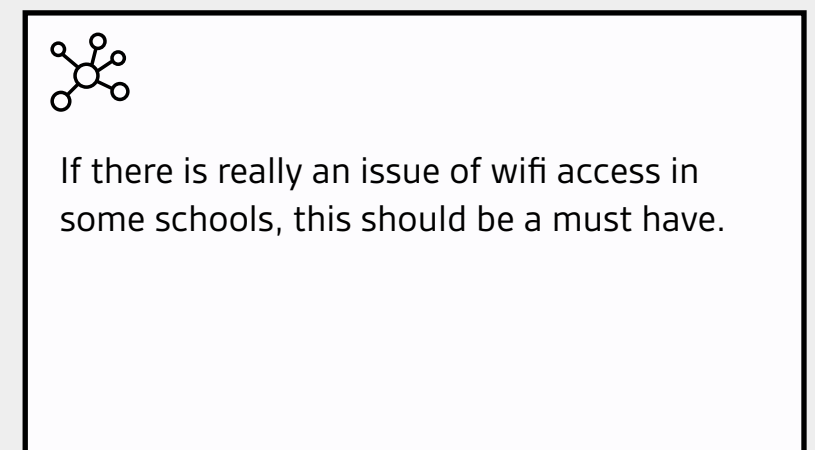 If there is really an issue of wifi access in
some schools, this should be a must have.